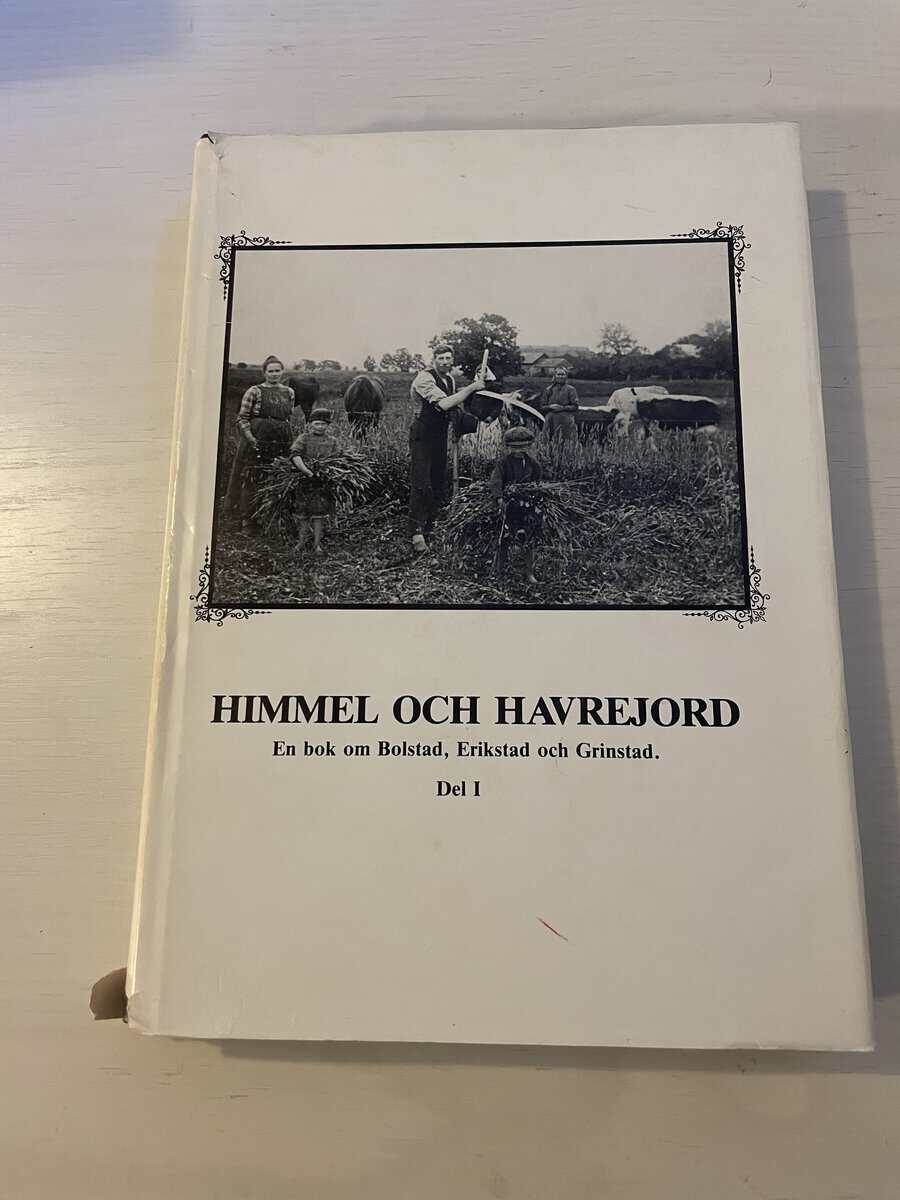 HIMMEL OCH HAVREJORD
En bok om Bolstad, Erikstad och Grinstad.
Del I